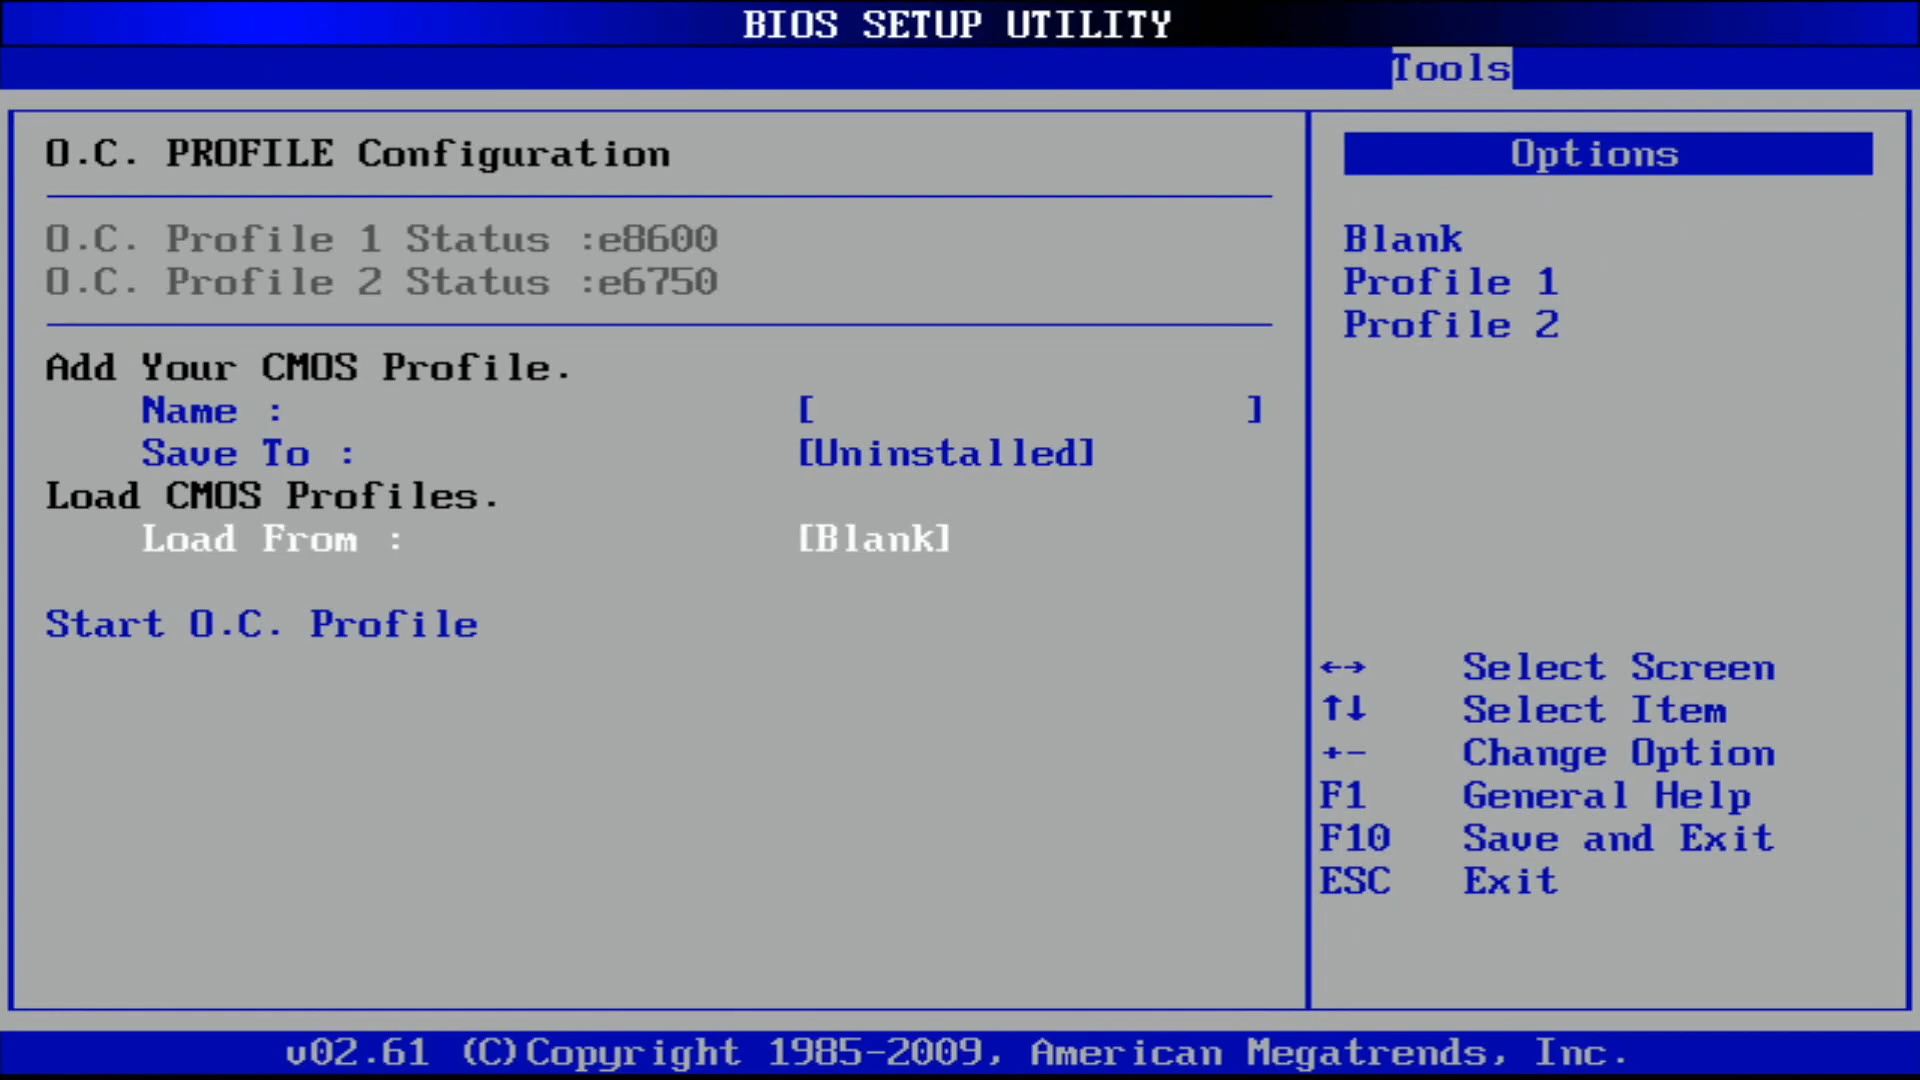 BIOS SETUP UTILITY
Tools
O.C. PROFILE Configuration
O.C. Profile 1 Status :e8600
O.C. Profile 2 Status :e6750
Add Your CMOS Profile.
Name : [ ]
Save To : [Uninstalled]
Load CMOS Profiles.
Load From : [Blank]
Start O.C. Profile
Options
Blank
Profile 1
Profile 2
←→ Select Screen
↑↓ Select Item
+- Change Option
F1 General Help
F10 Save and Exit
ESC Exit
v02.61 (C)Copyright 1985-2009, American Megatrends, Inc.